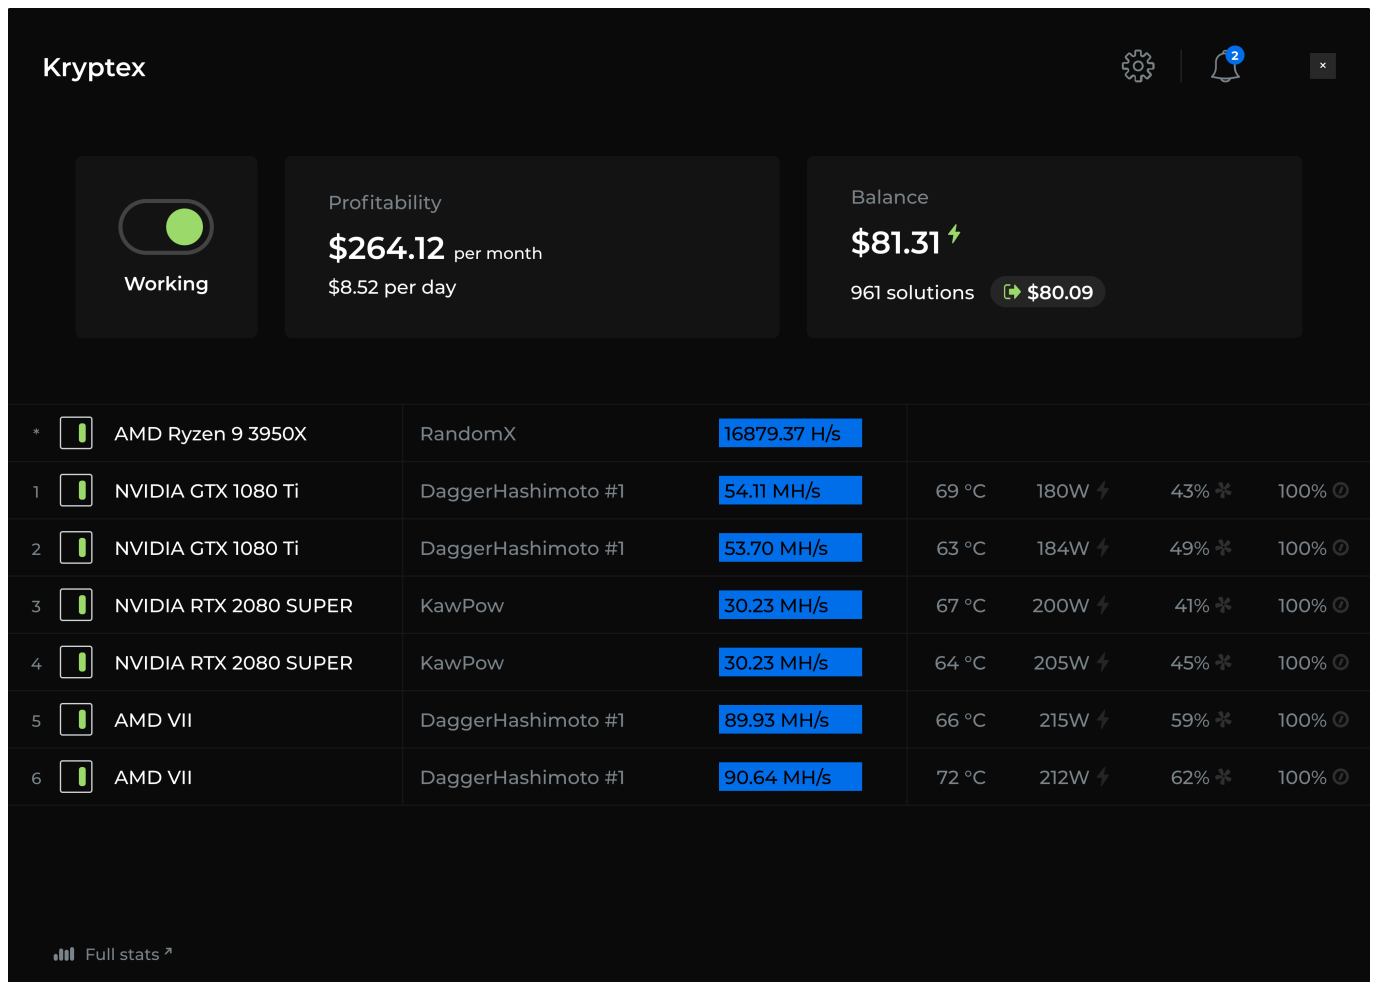 Kryptex
2
×
Working
Profitability
$264.12 per month
$8.52 per day
Balance
$81.31
961 solutions $80.09
* AMD Ryzen 9 3950X RandomX 16879.37 H/s
1 NVIDIA GTX 1080 Ti DaggerHashimoto #1 54.11 MH/s 69 °C 180W 43% 100%
2 NVIDIA GTX 1080 Ti DaggerHashimoto #1 53.70 MH/s 63 °C 184W 49% 100%
3 NVIDIA RTX 2080 SUPER KawPow 30.23 MH/s 67 °C 200W 41% 100%
4 NVIDIA RTX 2080 SUPER KawPow 30.23 MH/s 64 °C 205W 45% 100%
5 AMD VII DaggerHashimoto #1 89.93 MH/s 66 °C 215W 59% 100%
6 AMD VII DaggerHashimoto #1 90.64 MH/s 72 °C 212W 62% 100%
Full stats ↗